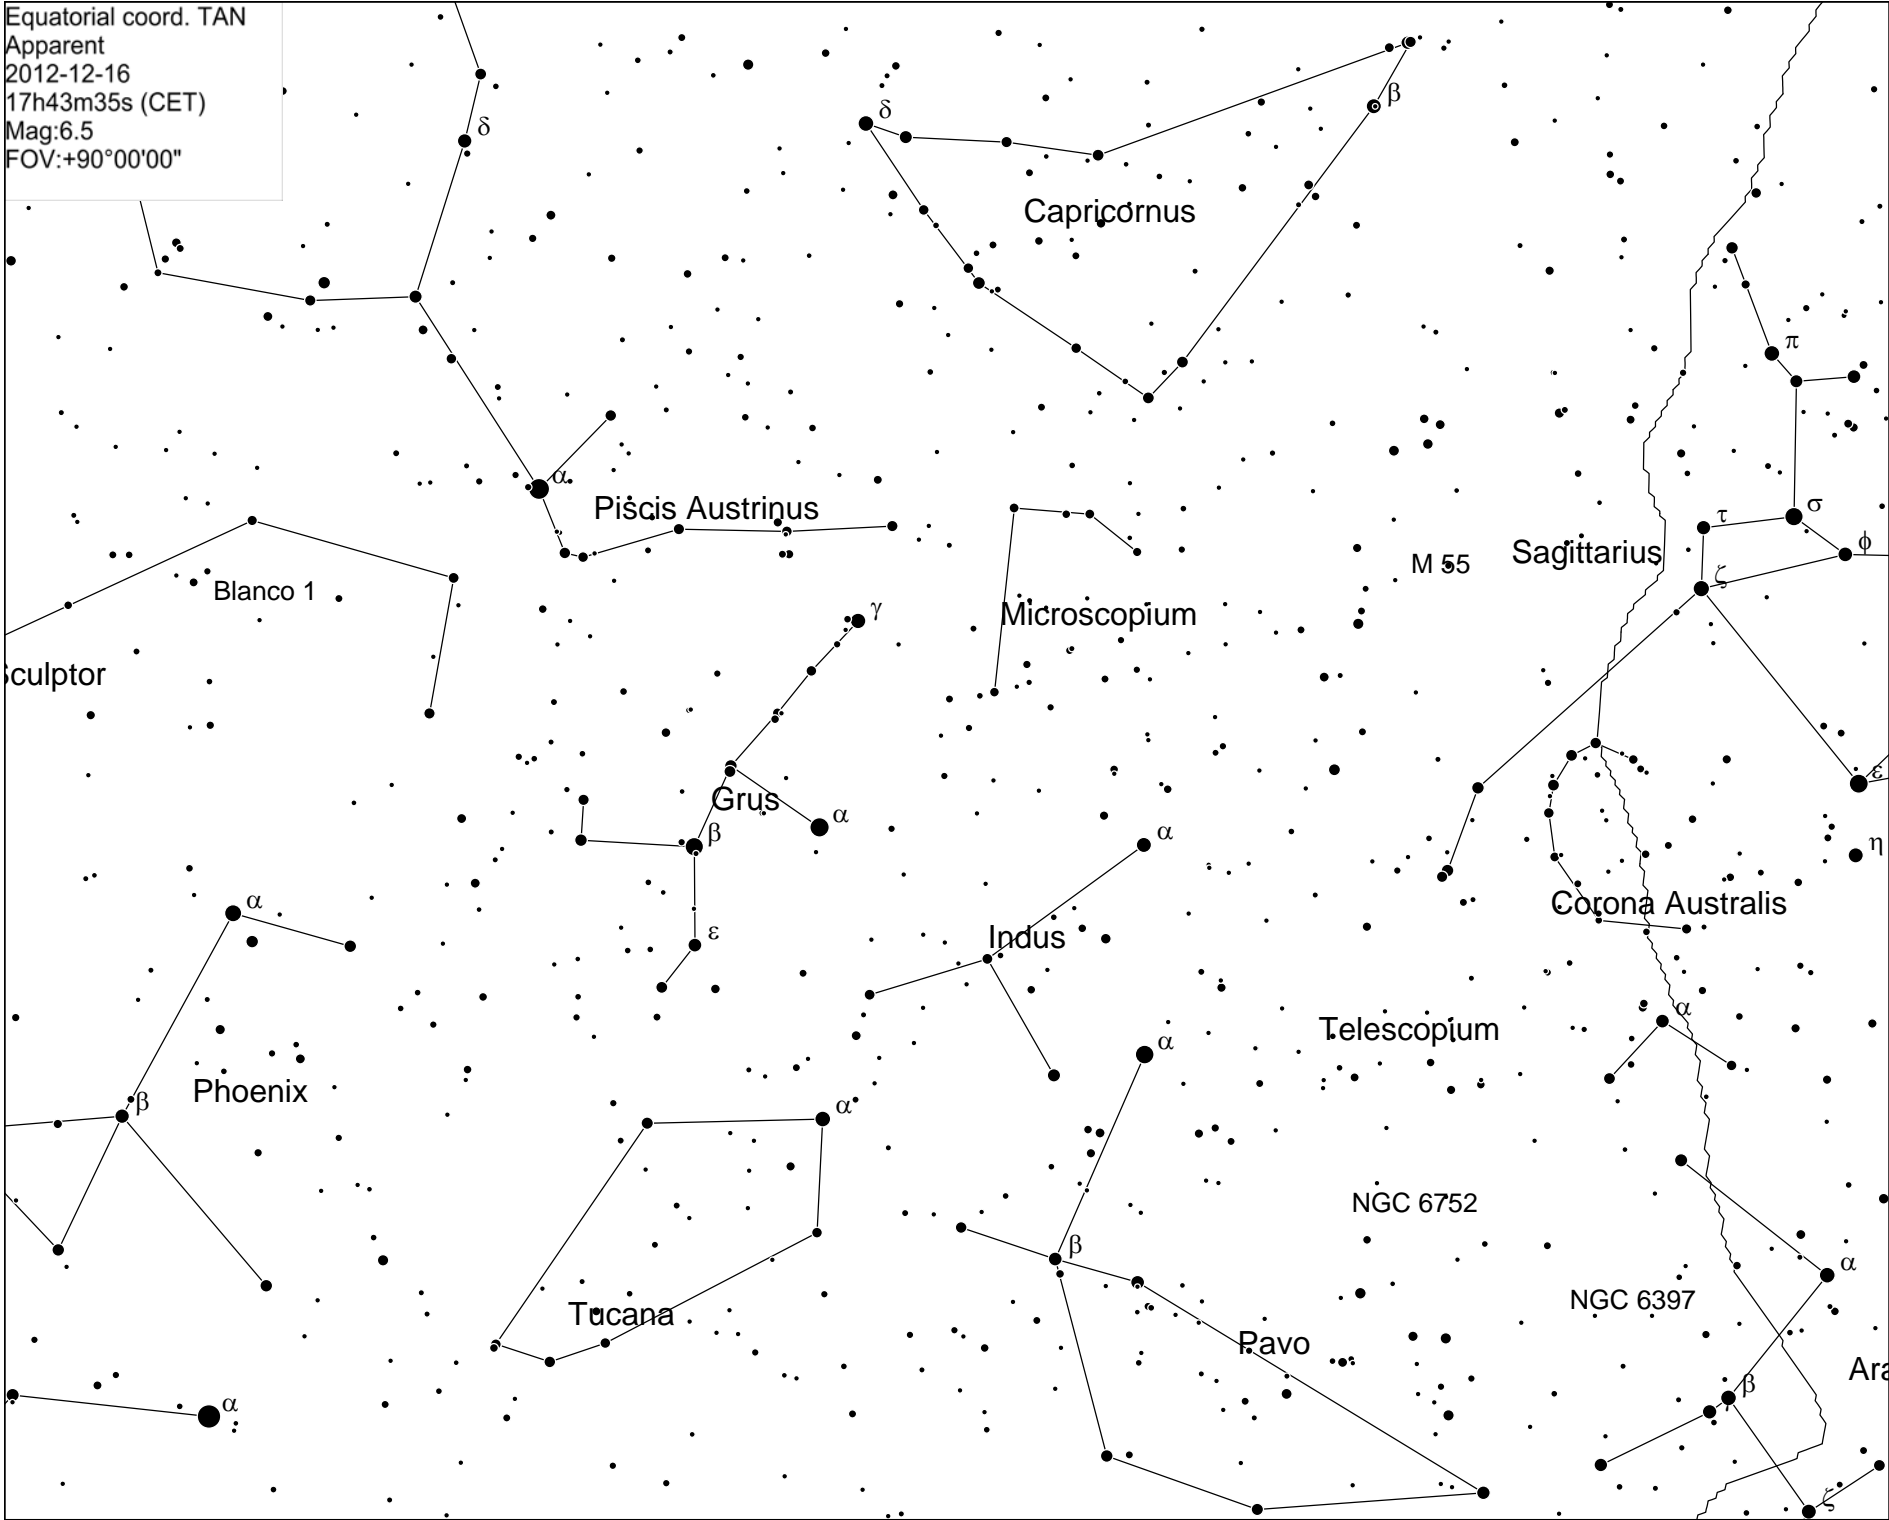 Equatorial coord. TAN
Apparent
2012-12-16
17h43m35s (CET)
Mag:6.5
FOV:+90°00'00"
δ
δ
β
Capricornus
π
α
Piscis Austrinus
σ
τ
ϕ
M 55
Sagittarius
ζ
Blanco 1
γ
Microscopium
Sculptor
ε
Grus
α
β
α
η
α
Corona Australis
ε
Indus
α
Telescopium
α
Phoenix
β
α
NGC 6752
β
α
NGC 6397
Tucana
Pavo
Ara
β
α
ζ